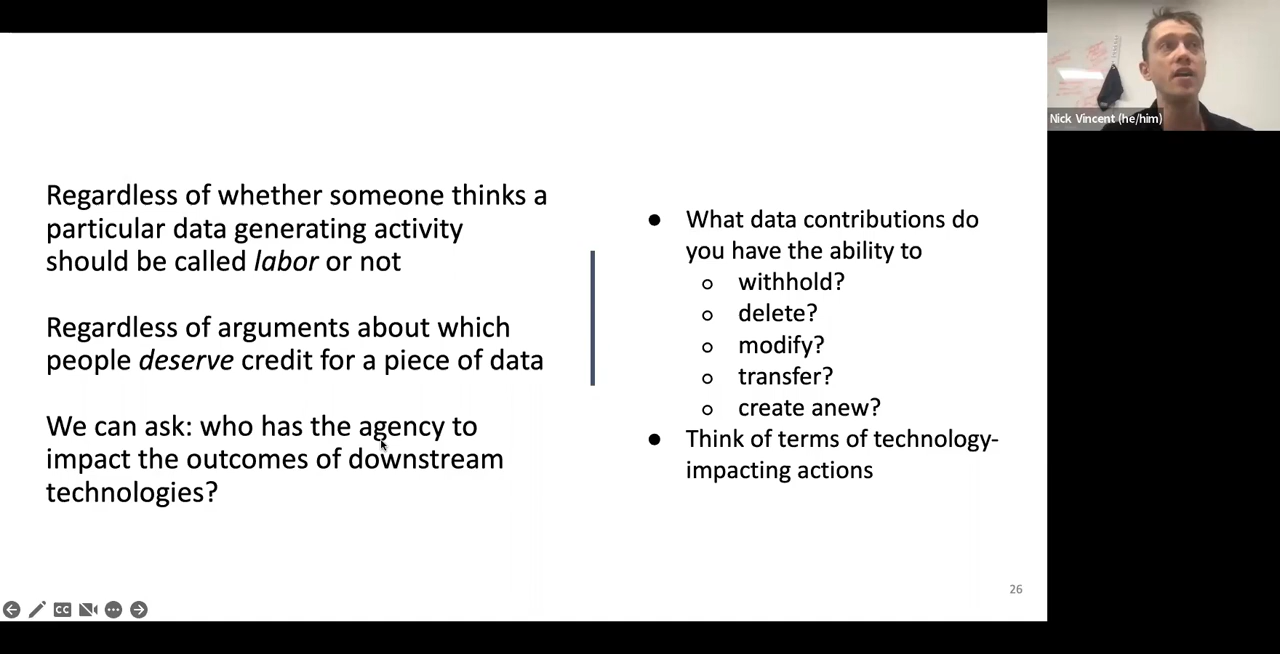 Regardless of whether someone thinks a
particular data generating activity
should be called labor or not
Regardless of arguments about which
people deserve credit for a piece of data
We can ask: who has the agency to
impact the outcomes of downstream
technologies?
● What data contributions do
you have the ability to
○ withhold?
○ delete?
○ modify?
○ transfer?
○ create anew?
● Think of terms of technology-
impacting actions
26
CC
Nick Vincent (he/him)